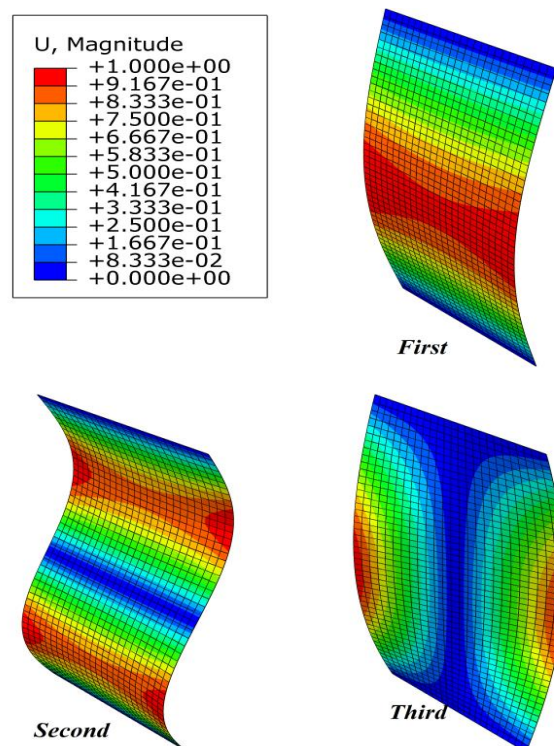 U, Magnitude
+1.000e+00
+9.167e-01
+8.333e-01
+7.500e-01
+6.667e-01
+5.833e-01
+5.000e-01
+4.167e-01
+3.333e-01
+2.500e-01
+1.667e-01
+8.333e-02
+0.000e+00
First
Second
Third